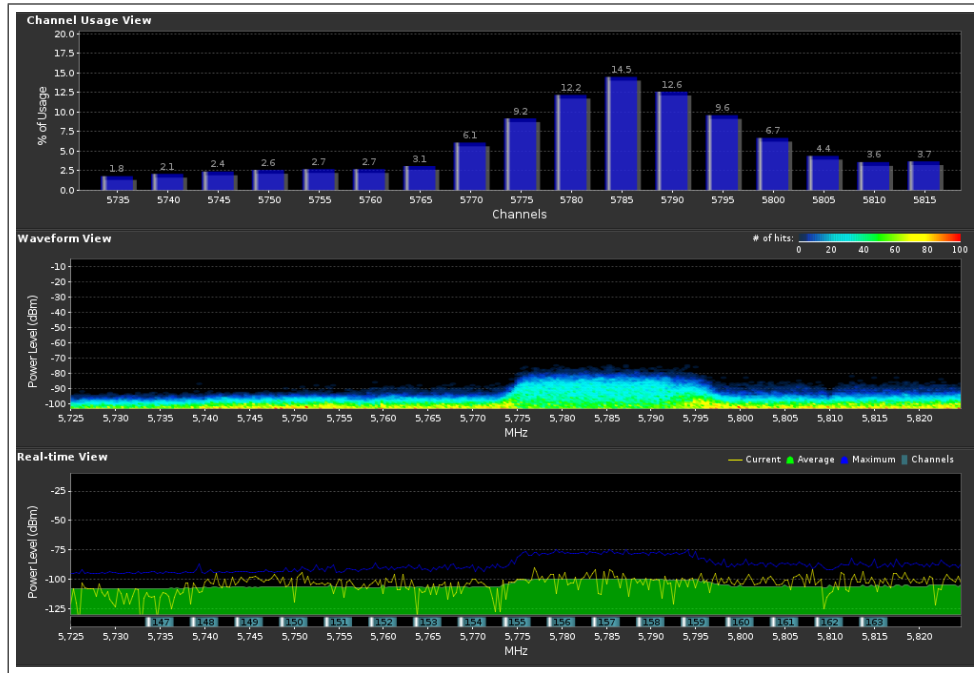 Channel Usage View
20.0
17.5
15.0
12.5
10.0
7.5
5.0
2.5
0.0
% of Usage
1.8 2.1 2.4 2.6 2.7 2.7 3.1 6.1 9.2 12.2 14.5 12.6 9.6 6.7 4.4 3.6 3.7
5735 5740 5745 5750 5755 5760 5765 5770 5775 5780 5785 5790 5795 5800 5805 5810 5815
Channels
Waveform View
# of hits:
0 20 40 60 80 100
-10
-20
-30
-40
-50
-60
-70
-80
-90
-100
Power Level (dBm)
5,725 5,730 5,735 5,740 5,745 5,750 5,755 5,760 5,765 5,770 5,775 5,780 5,785 5,790 5,795 5,800 5,805 5,810 5,815 5,820
MHz
Real-time View
Current Average Maximum Channels
-25
-50
-75
-100
-125
Power Level (dBm)
147 148 149 150 151 152 153 154 155 156 157 158 159 160 161 162 163
5,725 5,730 5,735 5,740 5,745 5,750 5,755 5,760 5,765 5,770 5,775 5,780 5,785 5,790 5,795 5,800 5,805 5,810 5,815 5,820
MHz